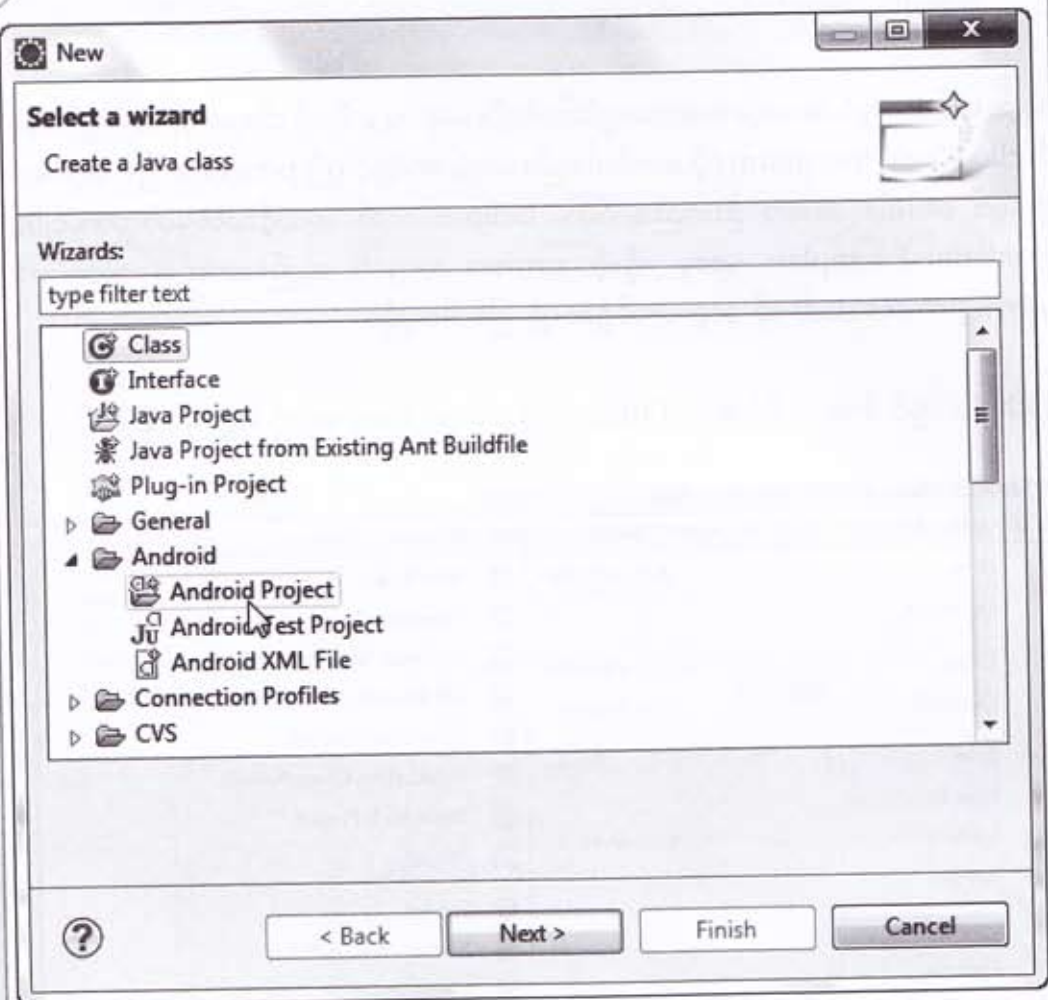 New
Select a wizard
Create a Java class
Wizards:
type filter text
Class
Interface
Java Project
Java Project from Existing Ant Buildfile
Plug-in Project
General
Android
Android Project
Android Test Project
Android XML File
Connection Profiles
CVS
< Back Next > Finish Cancel